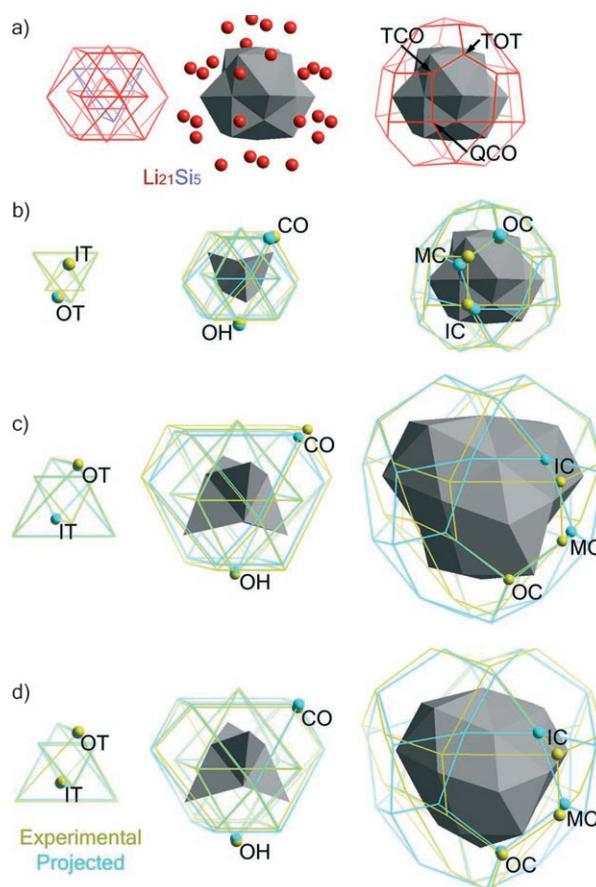 a)
TCO
TOT
QCO
Li21Si5
b)
IT
OT
CO
OH
OC
MC
IC
c)
OT
IT
CO
OH
IC
MC
OC
d)
OT
IT
CO
OH
IC
MC
OC
Experimental
Projected